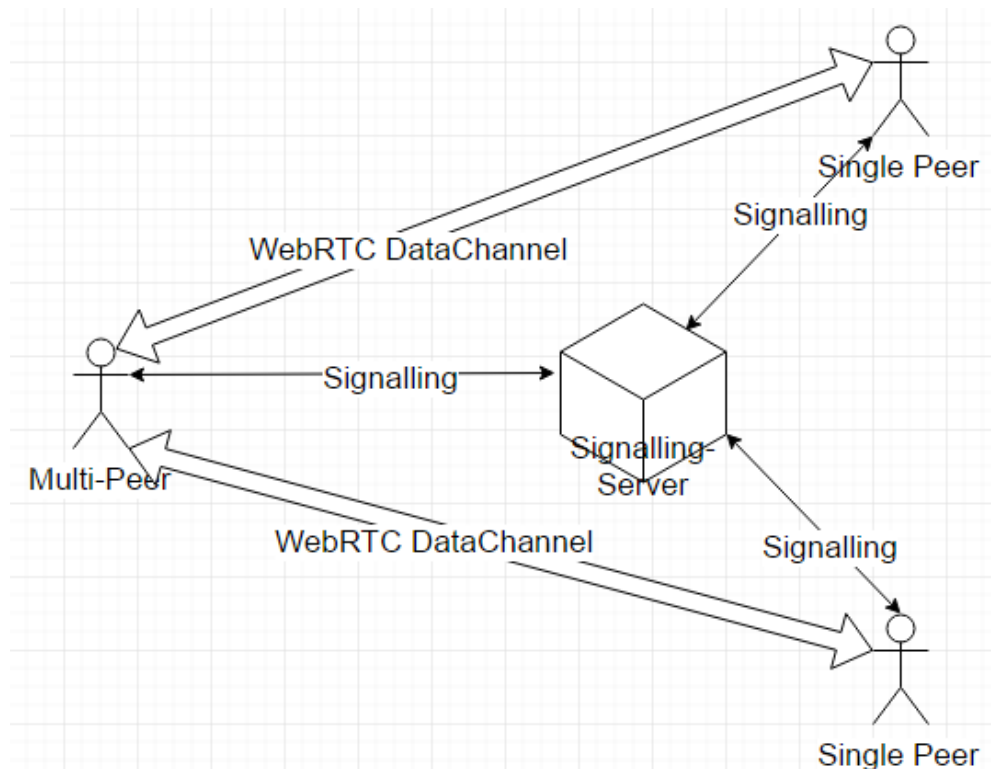 Single Peer
Signalling
WebRTC DataChannel
Signalling
Signalling-
Server
Multi-Peer
WebRTC DataChannel
Signalling
Single Peer